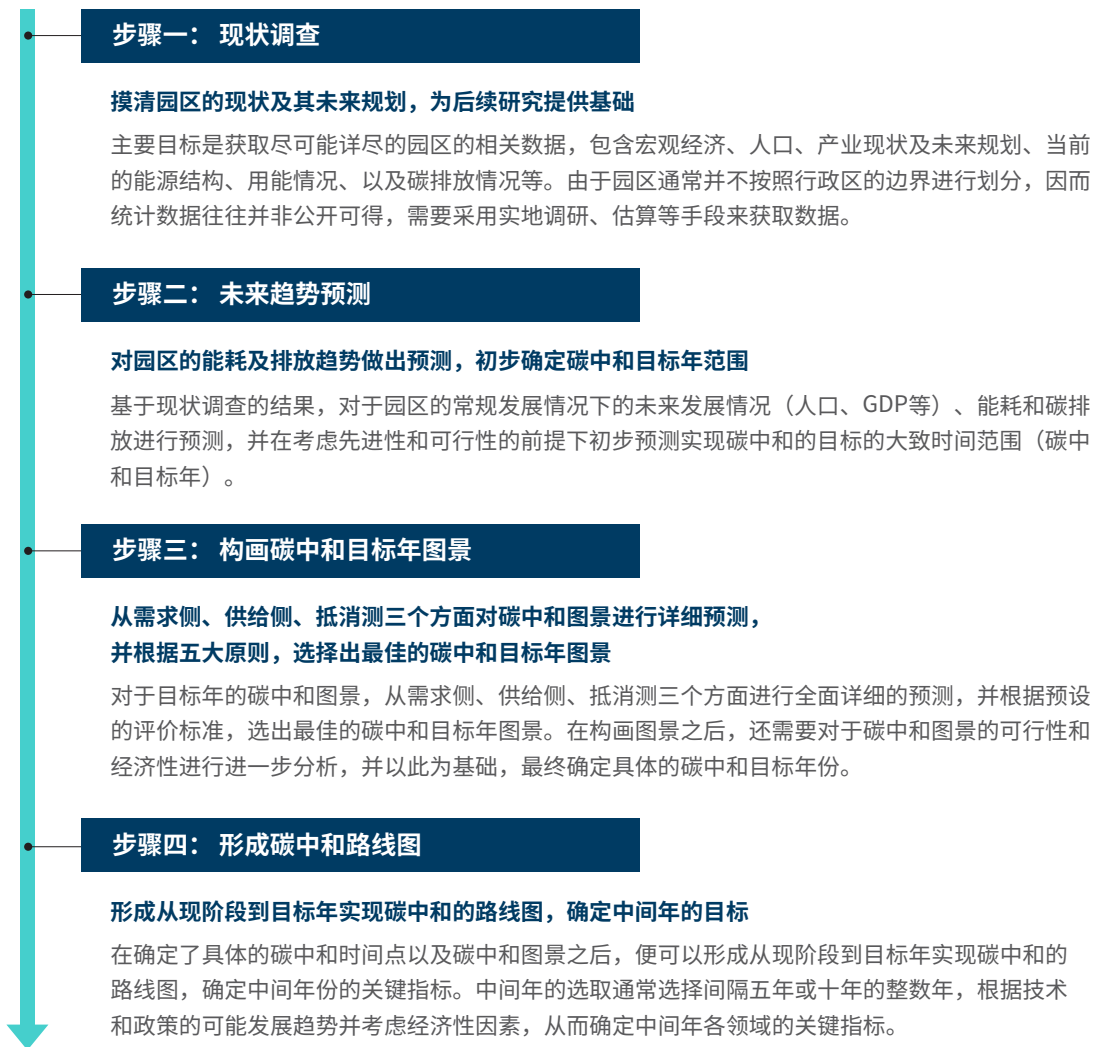 步骤一： 现状调查
摸清园区的现状及其未来规划，为后续研究提供基础
主要目标是获取尽可能详尽的园区的相关数据，包含宏观经济、人口、产业现状及未来规划、当前
的能源结构、用能情况、以及碳排放情况等。由于园区通常并不按照行政区的边界进行划分，因而
统计数据往往并非公开可得，需要采用实地调研、估算等手段来获取数据。
步骤二： 未来趋势预测
对园区的能耗及排放趋势做出预测，初步确定碳中和目标年范围
基于现状调查的结果，对于园区的常规发展情况下的未来发展情况（人口、GDP等）、能耗和碳排
放进行预测，并在考虑先进性和可行性的前提下初步预测实现碳中和的目标的大致时间范围（碳中
和目标年）。
步骤三： 构画碳中和目标年图景
从需求侧、供给侧、抵消测三个方面对碳中和图景进行详细预测，
并根据五大原则，选择出最佳的碳中和目标年图景
对于目标年的碳中和图景，从需求侧、供给侧、抵消测三个方面进行全面详细的预测，并根据预设
的评价标准，选出最佳的碳中和目标年图景。在构画图景之后，还需要对于碳中和图景的可行性和
经济性进行进一步分析，并以此为基础，最终确定具体的碳中和目标年份。
步骤四： 形成碳中和路线图
形成从现阶段到目标年实现碳中和的路线图，确定中间年的目标
在确定了具体的碳中和时间点以及碳中和图景之后，便可以形成从现阶段到目标年实现碳中和的
路线图，确定中间年份的关键指标。中间年的选取通常选择间隔五年或十年的整数年，根据技术
和政策的可能发展趋势并考虑经济性因素，从而确定中间年各领域的关键指标。